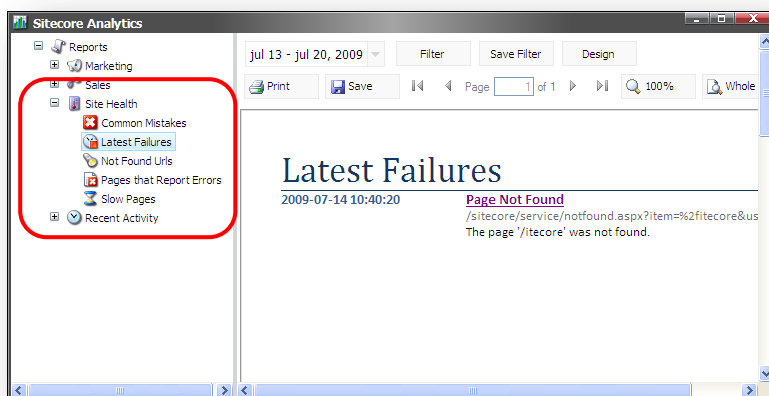 Sitecore Analytics
Reports
Marketing
Sales
Site Health
Common Mistakes
Latest Failures
Not Found Urls
Pages that Report Errors
Slow Pages
Recent Activity
jul 13 - jul 20, 2009 Filter Save Filter Design
Print Save Page 1 of 1 100% Whole
Latest Failures
2009-07-14 10:40:20 Page Not Found
/sitecore/service/notfound.aspx?item=%2fitecore&us
The page '/itecore' was not found.